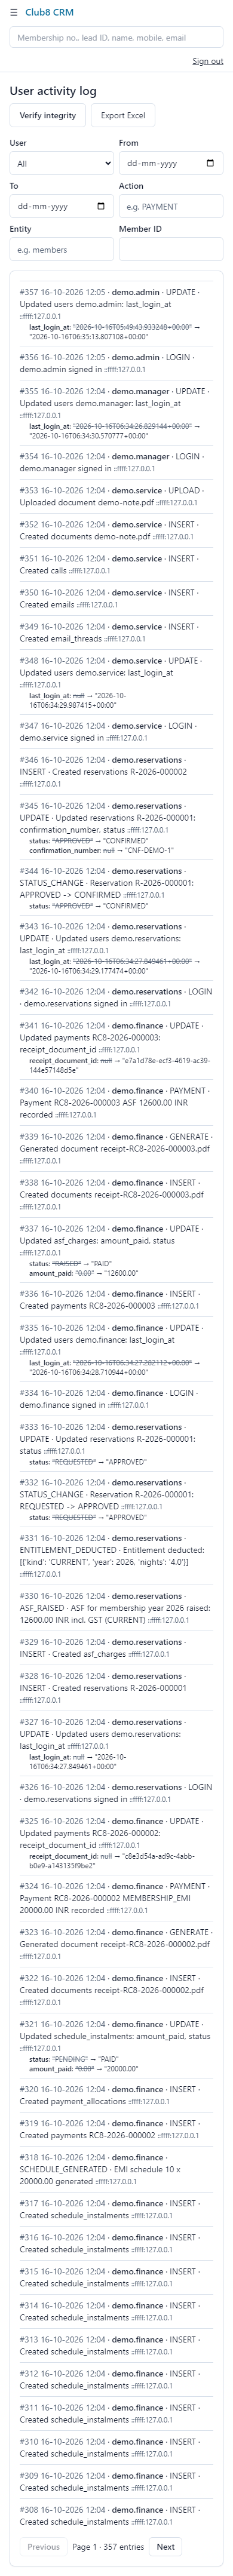 ☰ Club8 CRM
Membership no., lead ID, name, mobile, email
Sign out
User activity log
Verify integrity Export Excel
User From
All dd-mm-yyyy
To Action
dd-mm-yyyy e.g. PAYMENT
Entity Member ID
e.g. members
#357 16-10-2026 12:05 · demo.admin · UPDATE ·
Updated users demo.admin: last_login_at
::ffff:127.0.0.1
last_login_at: "2026-10-16T05:49:43.933248+00:00" →
"2026-10-16T06:35:13.807108+00:00"
#356 16-10-2026 12:05 · demo.admin · LOGIN ·
demo.admin signed in ::ffff:127.0.0.1
#355 16-10-2026 12:04 · demo.manager · UPDATE ·
Updated users demo.manager: last_login_at
::ffff:127.0.0.1
last_login_at: "2026-10-16T06:34:26.829144+00:00" →
"2026-10-16T06:34:30.570777+00:00"
#354 16-10-2026 12:04 · demo.manager · LOGIN ·
demo.manager signed in ::ffff:127.0.0.1
#353 16-10-2026 12:04 · demo.service · UPLOAD ·
Uploaded document demo-note.pdf ::ffff:127.0.0.1
#352 16-10-2026 12:04 · demo.service · INSERT ·
Created documents demo-note.pdf ::ffff:127.0.0.1
#351 16-10-2026 12:04 · demo.service · INSERT ·
Created calls ::ffff:127.0.0.1
#350 16-10-2026 12:04 · demo.service · INSERT ·
Created emails ::ffff:127.0.0.1
#349 16-10-2026 12:04 · demo.service · INSERT ·
Created email_threads ::ffff:127.0.0.1
#348 16-10-2026 12:04 · demo.service · UPDATE ·
Updated users demo.service: last_login_at
::ffff:127.0.0.1
last_login_at: null → "2026-10-
16T06:34:29.987415+00:00"
#347 16-10-2026 12:04 · demo.service · LOGIN ·
demo.service signed in ::ffff:127.0.0.1
#346 16-10-2026 12:04 · demo.reservations ·
INSERT · Created reservations R-2026-000002
::ffff:127.0.0.1
#345 16-10-2026 12:04 · demo.reservations ·
UPDATE · Updated reservations R-2026-000001:
confirmation_number, status ::ffff:127.0.0.1
status: "APPROVED" → "CONFIRMED"
confirmation_number: null → "CNF-DEMO-1"
#344 16-10-2026 12:04 · demo.reservations ·
STATUS_CHANGE · Reservation R-2026-000001:
APPROVED -> CONFIRMED ::ffff:127.0.0.1
status: "APPROVED" → "CONFIRMED"
#343 16-10-2026 12:04 · demo.reservations ·
UPDATE · Updated users demo.reservations:
last_login_at ::ffff:127.0.0.1
last_login_at: "2026-10-16T06:34:27.849461+00:00" →
"2026-10-16T06:34:29.177474+00:00"
#342 16-10-2026 12:04 · demo.reservations · LOGIN
· demo.reservations signed in ::ffff:127.0.0.1
#341 16-10-2026 12:04 · demo.finance · UPDATE ·
Updated payments RC8-2026-000003:
receipt_document_id ::ffff:127.0.0.1
receipt_document_id: null → "e7a1d78e-ecf3-4619-ac39-
144e57148d5e"
#340 16-10-2026 12:04 · demo.finance · PAYMENT ·
Payment RC8-2026-000003 ASF 12600.00 INR
recorded ::ffff:127.0.0.1
#339 16-10-2026 12:04 · demo.finance · GENERATE ·
Generated document receipt-RC8-2026-000003.pdf
::ffff:127.0.0.1
#338 16-10-2026 12:04 · demo.finance · INSERT ·
Created documents receipt-RC8-2026-000003.pdf
::ffff:127.0.0.1
#337 16-10-2026 12:04 · demo.finance · UPDATE ·
Updated asf_charges: amount_paid, status
::ffff:127.0.0.1
status: "RAISED" → "PAID"
amount_paid: "0.00" → "12600.00"
#336 16-10-2026 12:04 · demo.finance · INSERT ·
Created payments RC8-2026-000003 ::ffff:127.0.0.1
#335 16-10-2026 12:04 · demo.finance · UPDATE ·
Updated users demo.finance: last_login_at
::ffff:127.0.0.1
last_login_at: "2026-10-16T06:34:27.282112+00:00" →
"2026-10-16T06:34:28.710944+00:00"
#334 16-10-2026 12:04 · demo.finance · LOGIN ·
demo.finance signed in ::ffff:127.0.0.1
#333 16-10-2026 12:04 · demo.reservations ·
UPDATE · Updated reservations R-2026-000001:
status ::ffff:127.0.0.1
status: "REQUESTED" → "APPROVED"
#332 16-10-2026 12:04 · demo.reservations ·
STATUS_CHANGE · Reservation R-2026-000001:
REQUESTED -> APPROVED ::ffff:127.0.0.1
status: "REQUESTED" → "APPROVED"
#331 16-10-2026 12:04 · demo.reservations ·
ENTITLEMENT_DEDUCTED · Entitlement deducted:
[{'kind': 'CURRENT', 'year': 2026, 'nights': '4.0'}]
::ffff:127.0.0.1
#330 16-10-2026 12:04 · demo.reservations ·
ASF_RAISED · ASF for membership year 2026 raised:
12600.00 INR incl. GST (CURRENT) ::ffff:127.0.0.1
#329 16-10-2026 12:04 · demo.reservations ·
INSERT · Created asf_charges ::ffff:127.0.0.1
#328 16-10-2026 12:04 · demo.reservations ·
INSERT · Created reservations R-2026-000001
::ffff:127.0.0.1
#327 16-10-2026 12:04 · demo.reservations ·
UPDATE · Updated users demo.reservations:
last_login_at ::ffff:127.0.0.1
last_login_at: null → "2026-10-
16T06:34:27.849461+00:00"
#326 16-10-2026 12:04 · demo.reservations · LOGIN
· demo.reservations signed in ::ffff:127.0.0.1
#325 16-10-2026 12:04 · demo.finance · UPDATE ·
Updated payments RC8-2026-000002:
receipt_document_id ::ffff:127.0.0.1
receipt_document_id: null → "c8e3d54a-ad9c-4abb-
b0e9-a143135f9be2"
#324 16-10-2026 12:04 · demo.finance · PAYMENT ·
Payment RC8-2026-000002 MEMBERSHIP_EMI
20000.00 INR recorded ::ffff:127.0.0.1
#323 16-10-2026 12:04 · demo.finance · GENERATE ·
Generated document receipt-RC8-2026-000002.pdf
::ffff:127.0.0.1
#322 16-10-2026 12:04 · demo.finance · INSERT ·
Created documents receipt-RC8-2026-000002.pdf
::ffff:127.0.0.1
#321 16-10-2026 12:04 · demo.finance · UPDATE ·
Updated schedule_instalments: amount_paid, status
::ffff:127.0.0.1
status: "PENDING" → "PAID"
amount_paid: "0.00" → "20000.00"
#320 16-10-2026 12:04 · demo.finance · INSERT ·
Created payment_allocations ::ffff:127.0.0.1
#319 16-10-2026 12:04 · demo.finance · INSERT ·
Created payments RC8-2026-000002 ::ffff:127.0.0.1
#318 16-10-2026 12:04 · demo.finance ·
SCHEDULE_GENERATED · EMI schedule 10 x
20000.00 generated ::ffff:127.0.0.1
#317 16-10-2026 12:04 · demo.finance · INSERT ·
Created schedule_instalments ::ffff:127.0.0.1
#316 16-10-2026 12:04 · demo.finance · INSERT ·
Created schedule_instalments ::ffff:127.0.0.1
#315 16-10-2026 12:04 · demo.finance · INSERT ·
Created schedule_instalments ::ffff:127.0.0.1
#314 16-10-2026 12:04 · demo.finance · INSERT ·
Created schedule_instalments ::ffff:127.0.0.1
#313 16-10-2026 12:04 · demo.finance · INSERT ·
Created schedule_instalments ::ffff:127.0.0.1
#312 16-10-2026 12:04 · demo.finance · INSERT ·
Created schedule_instalments ::ffff:127.0.0.1
#311 16-10-2026 12:04 · demo.finance · INSERT ·
Created schedule_instalments ::ffff:127.0.0.1
#310 16-10-2026 12:04 · demo.finance · INSERT ·
Created schedule_instalments ::ffff:127.0.0.1
#309 16-10-2026 12:04 · demo.finance · INSERT ·
Created schedule_instalments ::ffff:127.0.0.1
#308 16-10-2026 12:04 · demo.finance · INSERT ·
Created schedule_instalments ::ffff:127.0.0.1
Previous Page 1 · 357 entries Next